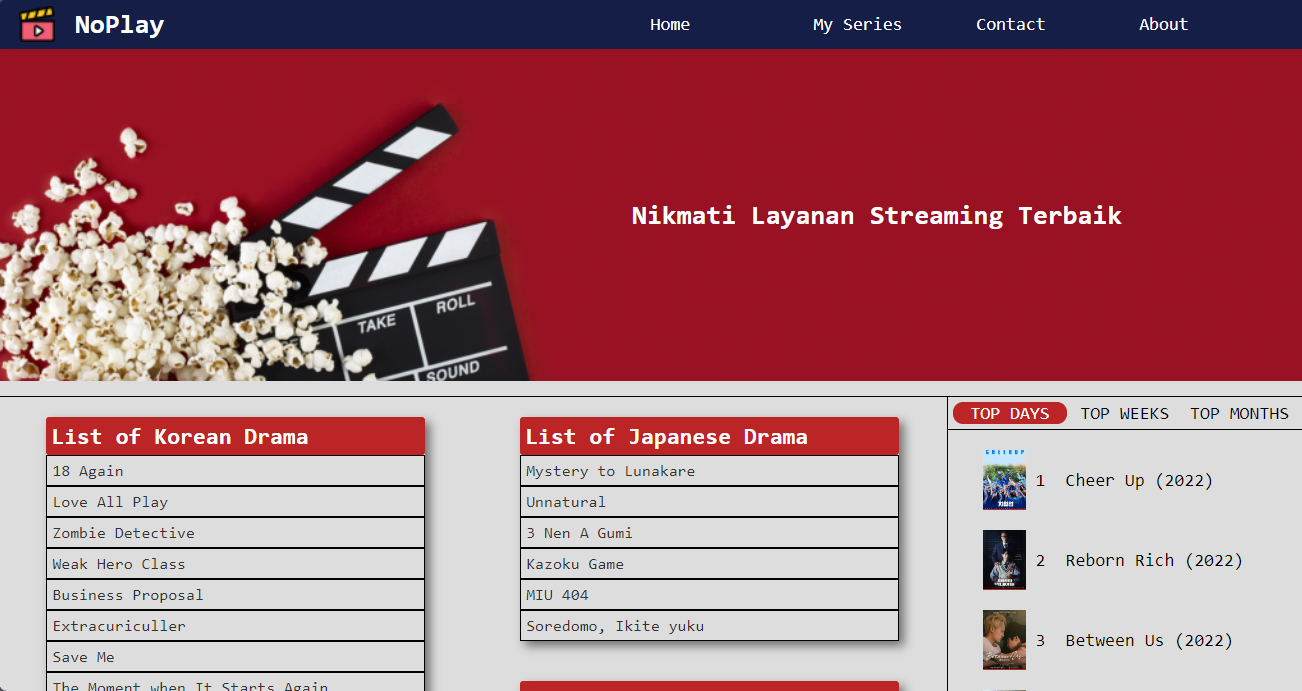 NoPlay
Home
My Series
Contact
About
TAKE
ROLL
SOUND
Nikmati Layanan Streaming Terbaik
List of Korean Drama
18 Again
Love All Play
Zombie Detective
Weak Hero Class
Business Proposal
Extracuriculler
Save Me
The Moment when It Starts Again
List of Japanese Drama
Mystery to Lunakare
Unnatural
3 Nen A Gumi
Kazoku Game
MIU 404
Soredomo, Ikite yuku
TOP DAYS
TOP WEEKS
TOP MONTHS
CHEERUP
1 Cheer Up (2022)
2 Reborn Rich (2022)
3 Between Us (2022)